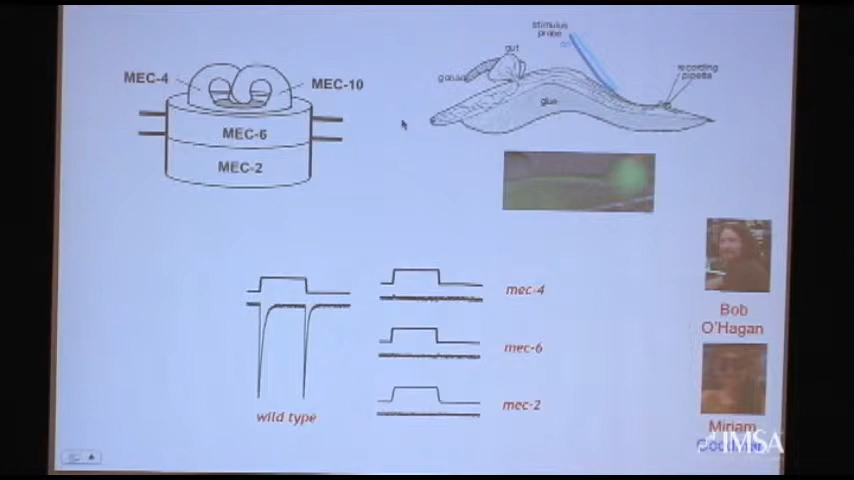 MEC-4
MEC-10
MEC-6
MEC-2
stimulus
probe
gut
gonad
glue
recording
pipette
wild type
mec-4
mec-6
mec-2
Bob
O'Hagan
Miriam
Goodman
IMSA